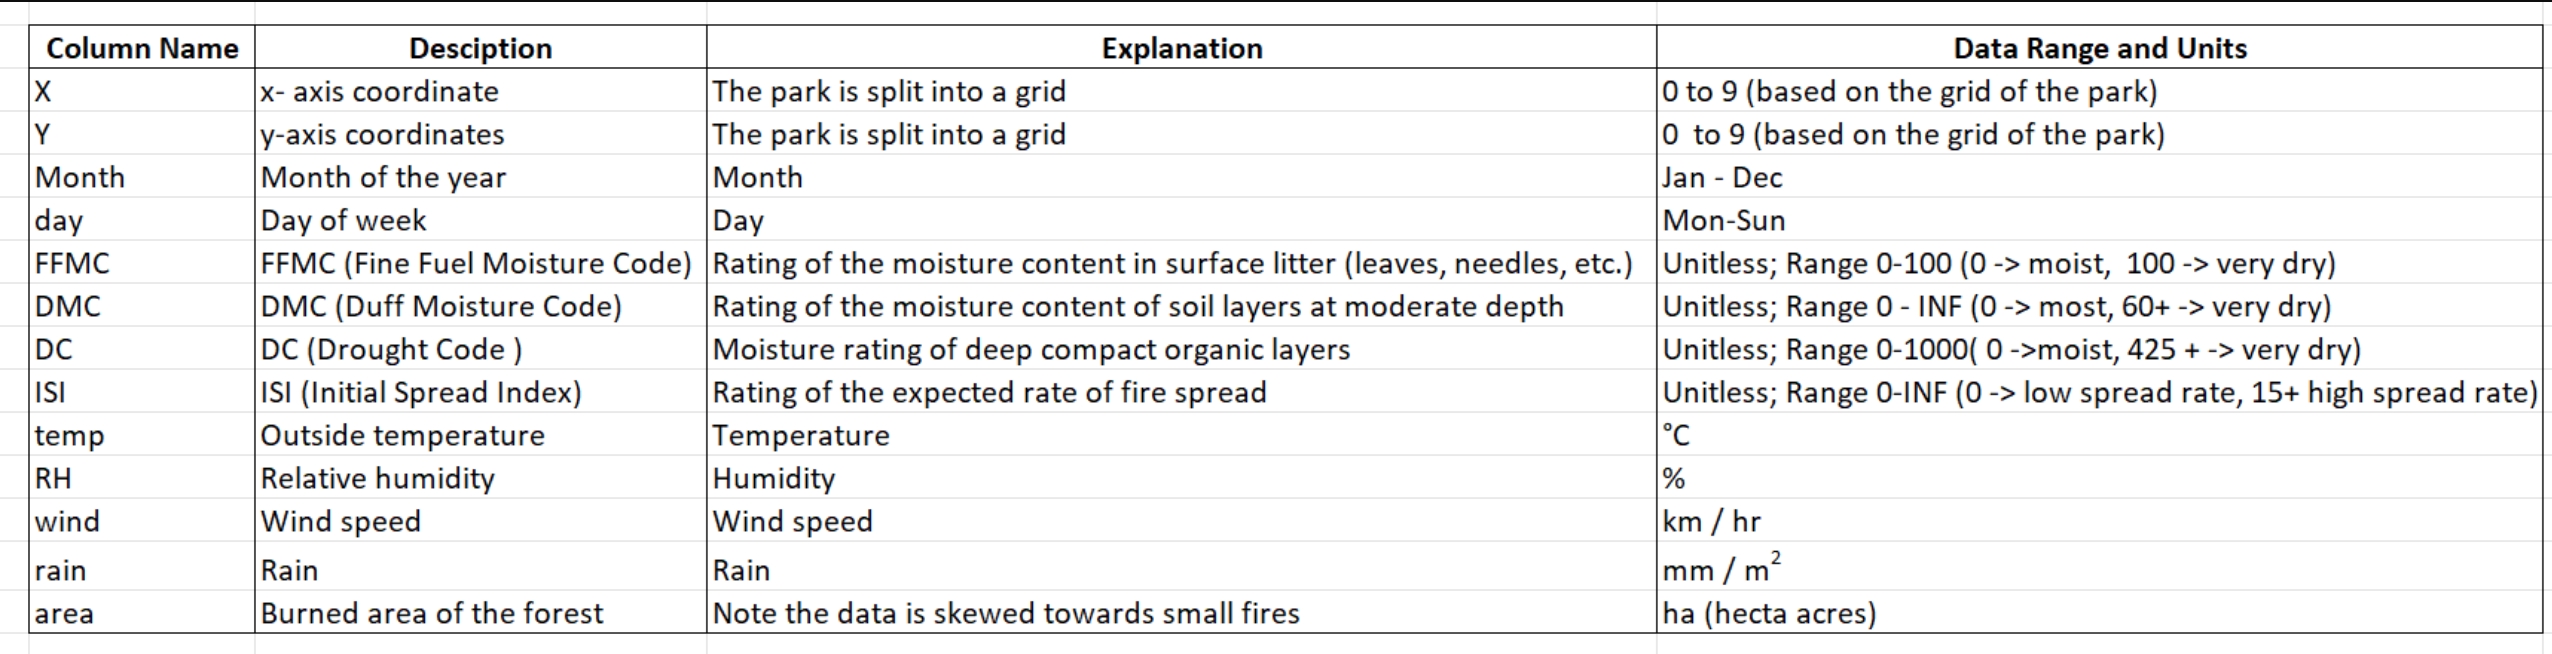 Column Name Desciption Explanation Data Range and Units
X x- axis coordinate The park is split into a grid 0 to 9 (based on the grid of the park)
Y y-axis coordinates The park is split into a grid 0  to 9 (based on the grid of the park)
Month Month of the year Month Jan - Dec
day Day of week Day Mon-Sun
FFMC FFMC (Fine Fuel Moisture Code) Rating of the moisture content in surface litter (leaves, needles, etc.) Unitless; Range 0-100 (0 -> moist,  100 -> very dry)
DMC DMC (Duff Moisture Code) Rating of the moisture content of soil layers at moderate depth Unitless; Range 0 - INF (0 -> most, 60+ -> very dry)
DC DC (Drought Code ) Moisture rating of deep compact organic layers Unitless; Range 0-1000( 0 ->moist, 425 + -> very dry)
ISI ISI (Initial Spread Index) Rating of the expected rate of fire spread Unitless; Range 0-INF (0 -> low spread rate, 15+ high spread rate)
temp Outside temperature Temperature °C
RH Relative humidity Humidity %
wind Wind speed Wind speed km / hr
rain Rain Rain mm / m²
area Burned area of the forest Note the data is skewed towards small fires ha (hecta acres)